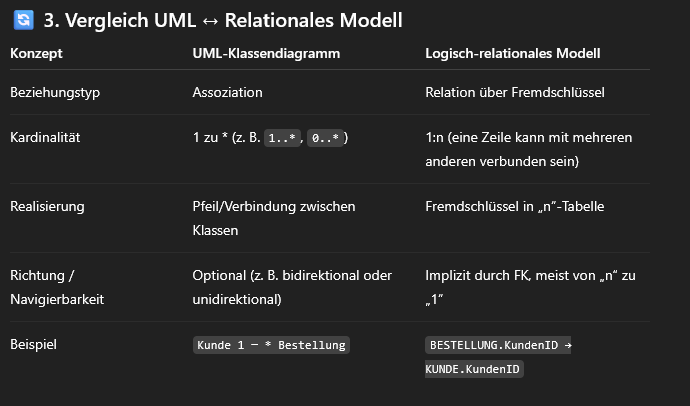 🔄 3. Vergleich UML ↔ Relationales Modell
Konzept UML-Klassendiagramm Logisch-relationales Modell
Beziehungstyp Assoziation Relation über Fremdschlüssel
Kardinalität 1 zu * (z. B. 1..*, 0..*) 1:n (eine Zeile kann mit mehreren
anderen verbunden sein)
Realisierung Pfeil/Verbindung zwischen Fremdschlüssel in „n“-Tabelle
Klassen
Richtung / Optional (z. B. bidirektional oder Implizit durch FK, meist von „n“ zu
Navigierbarkeit unidirektional) „1“
Beispiel Kunde 1 — * Bestellung BESTELLUNG.KundenID →
KUNDE.KundenID